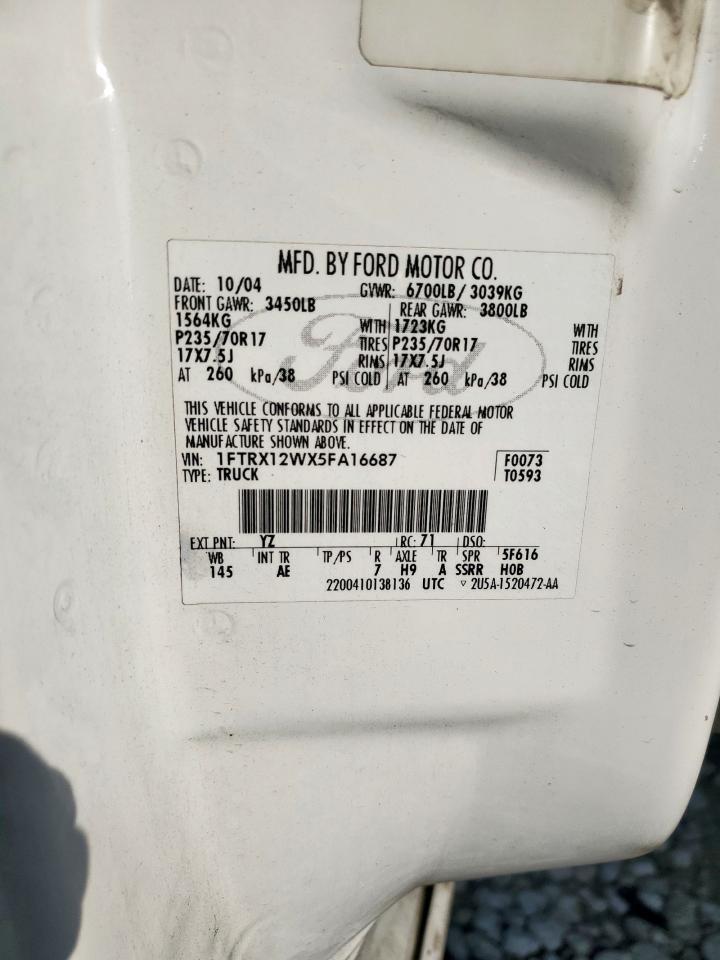 MFD. BY FORD MOTOR CO.
DATE: 10/04 GVWR: 6700LB/ 3039KG
FRONT GAWR: 3450LB REAR GAWR: 3800LB
1564KG WITH 1723KG WITH
P235/70R17 TIRES P235/70R17 TIRES
17X7.5J RIMS 17X7.5J RIMS
AT 260 kPa/38 PSI COLD AT 260 kPa/38 PSI COLD
Ford
THIS VEHICLE CONFORMS TO ALL APPLICABLE FEDERAL MOTOR
VEHICLE SAFETY STANDARDS IN EFFECT ON THE DATE OF
MANUFACTURE SHOWN ABOVE.
VIN: 1FTRX12WX5FA16687 F0073
TYPE: TRUCK T0593
EXT PNT: YZ RC: 71 DSO:
WB INT TR TP/PS R AXLE TR SPR 5F616
145 AE 7 H9 A SSRR H0B
2200410138136 UTC ▽ 2U5A-1520472-AA